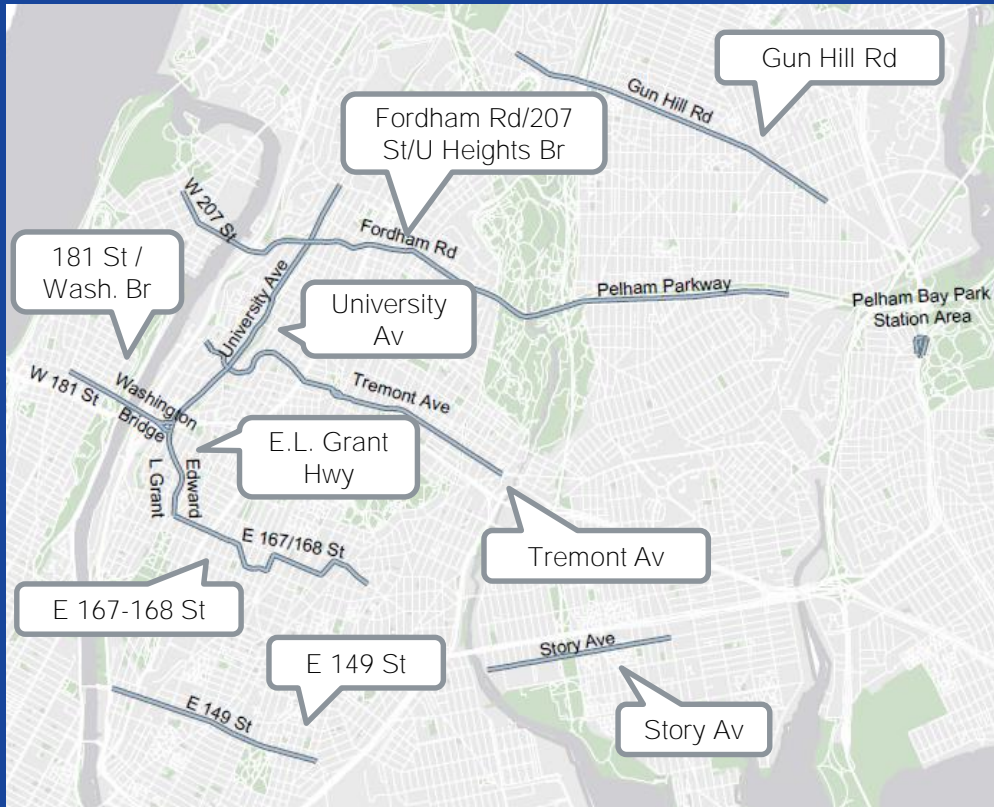 Gun Hill Rd
Gun Hill Rd
Fordham Rd/207
St/U Heights Br
W 207 St
Fordham Rd
181 St /
Wash. Br
University Ave
University
Av
Pelham Parkway
Pelham Bay Park
Station Area
W 181 St
Washington
Bridge
Tremont Ave
E.L. Grant
Hwy
Edward
L Grant
E 167/168 St
Tremont Av
E 167-168 St
Story Ave
E 149 St
E 149 St
Story Av